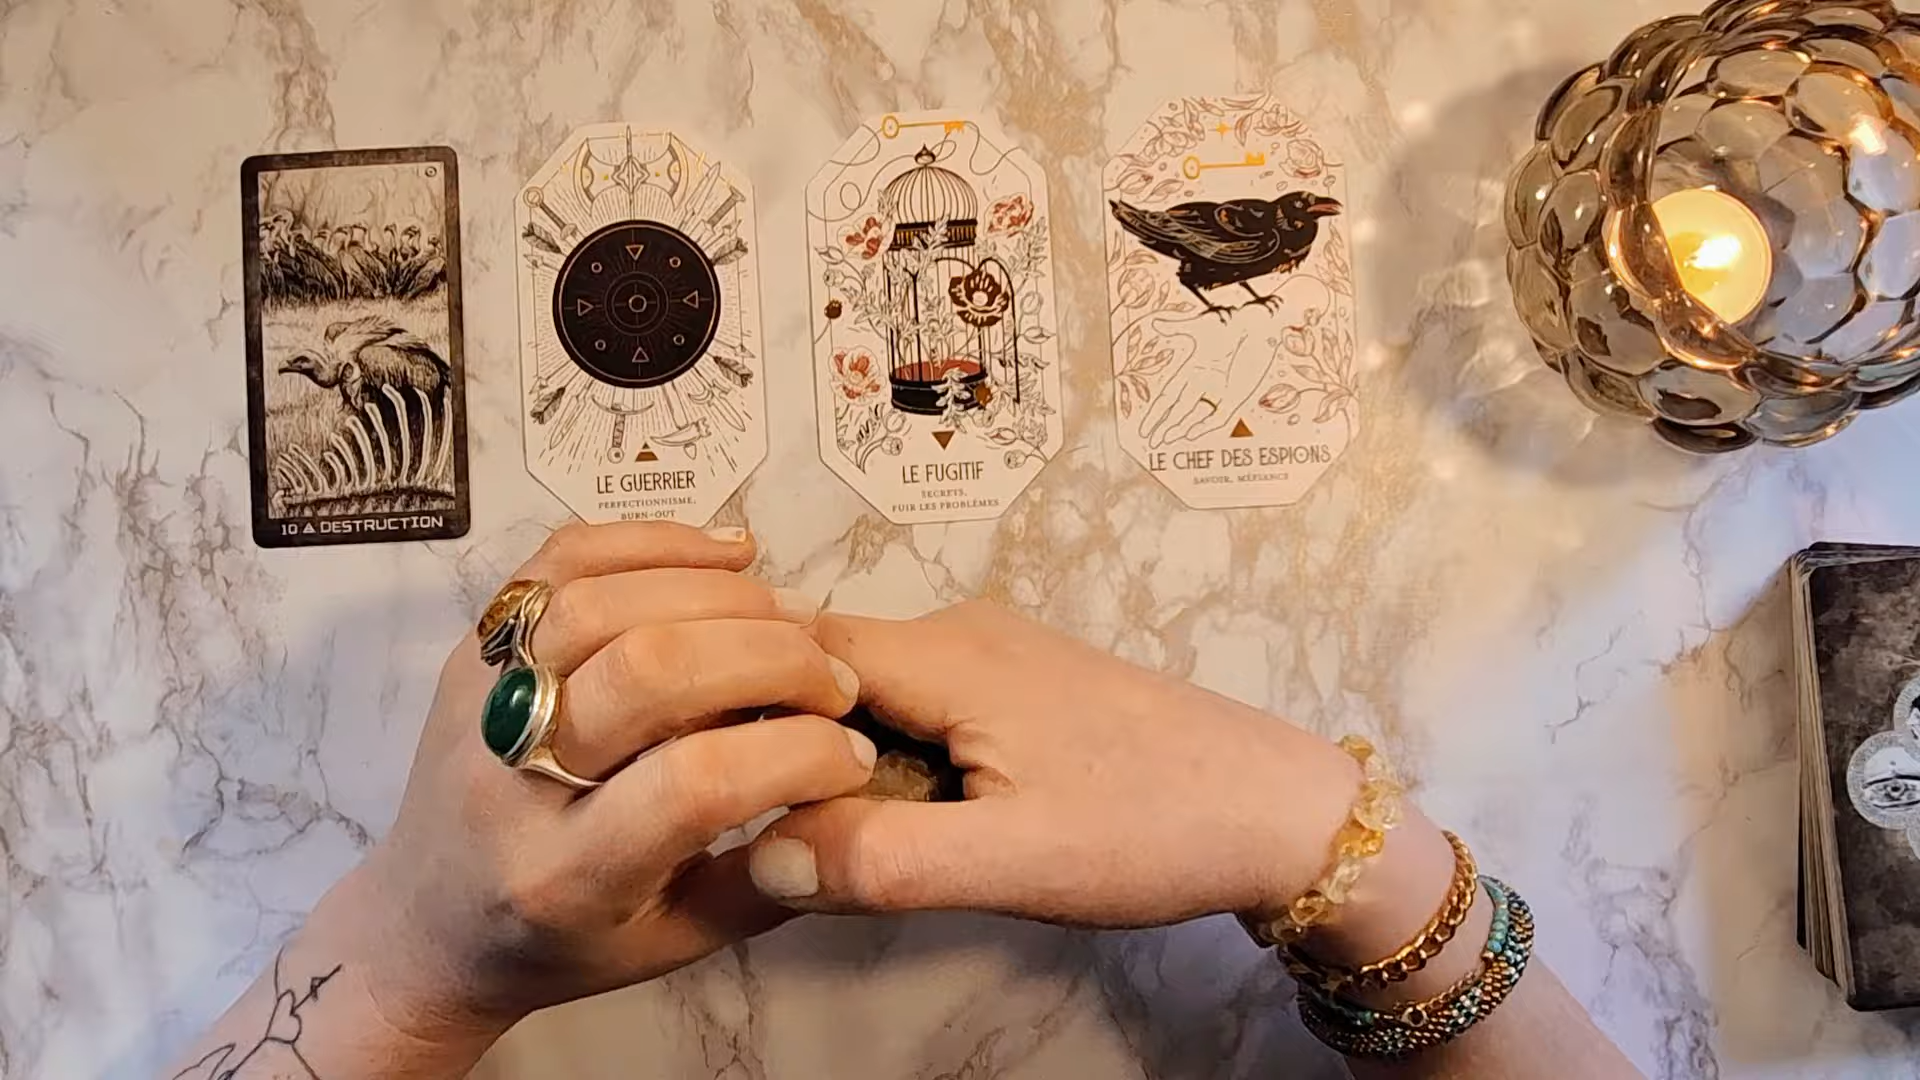 10 🜁 DESTRUCTION
LE GUERRIER
PERFECTIONNISME,
BURN-OUT
LE FUGITIF
SECRETS,
FUIR LES PROBLÈMES
LE CHEF DES ESPIONS
SAVOIR, MÉFIANCE